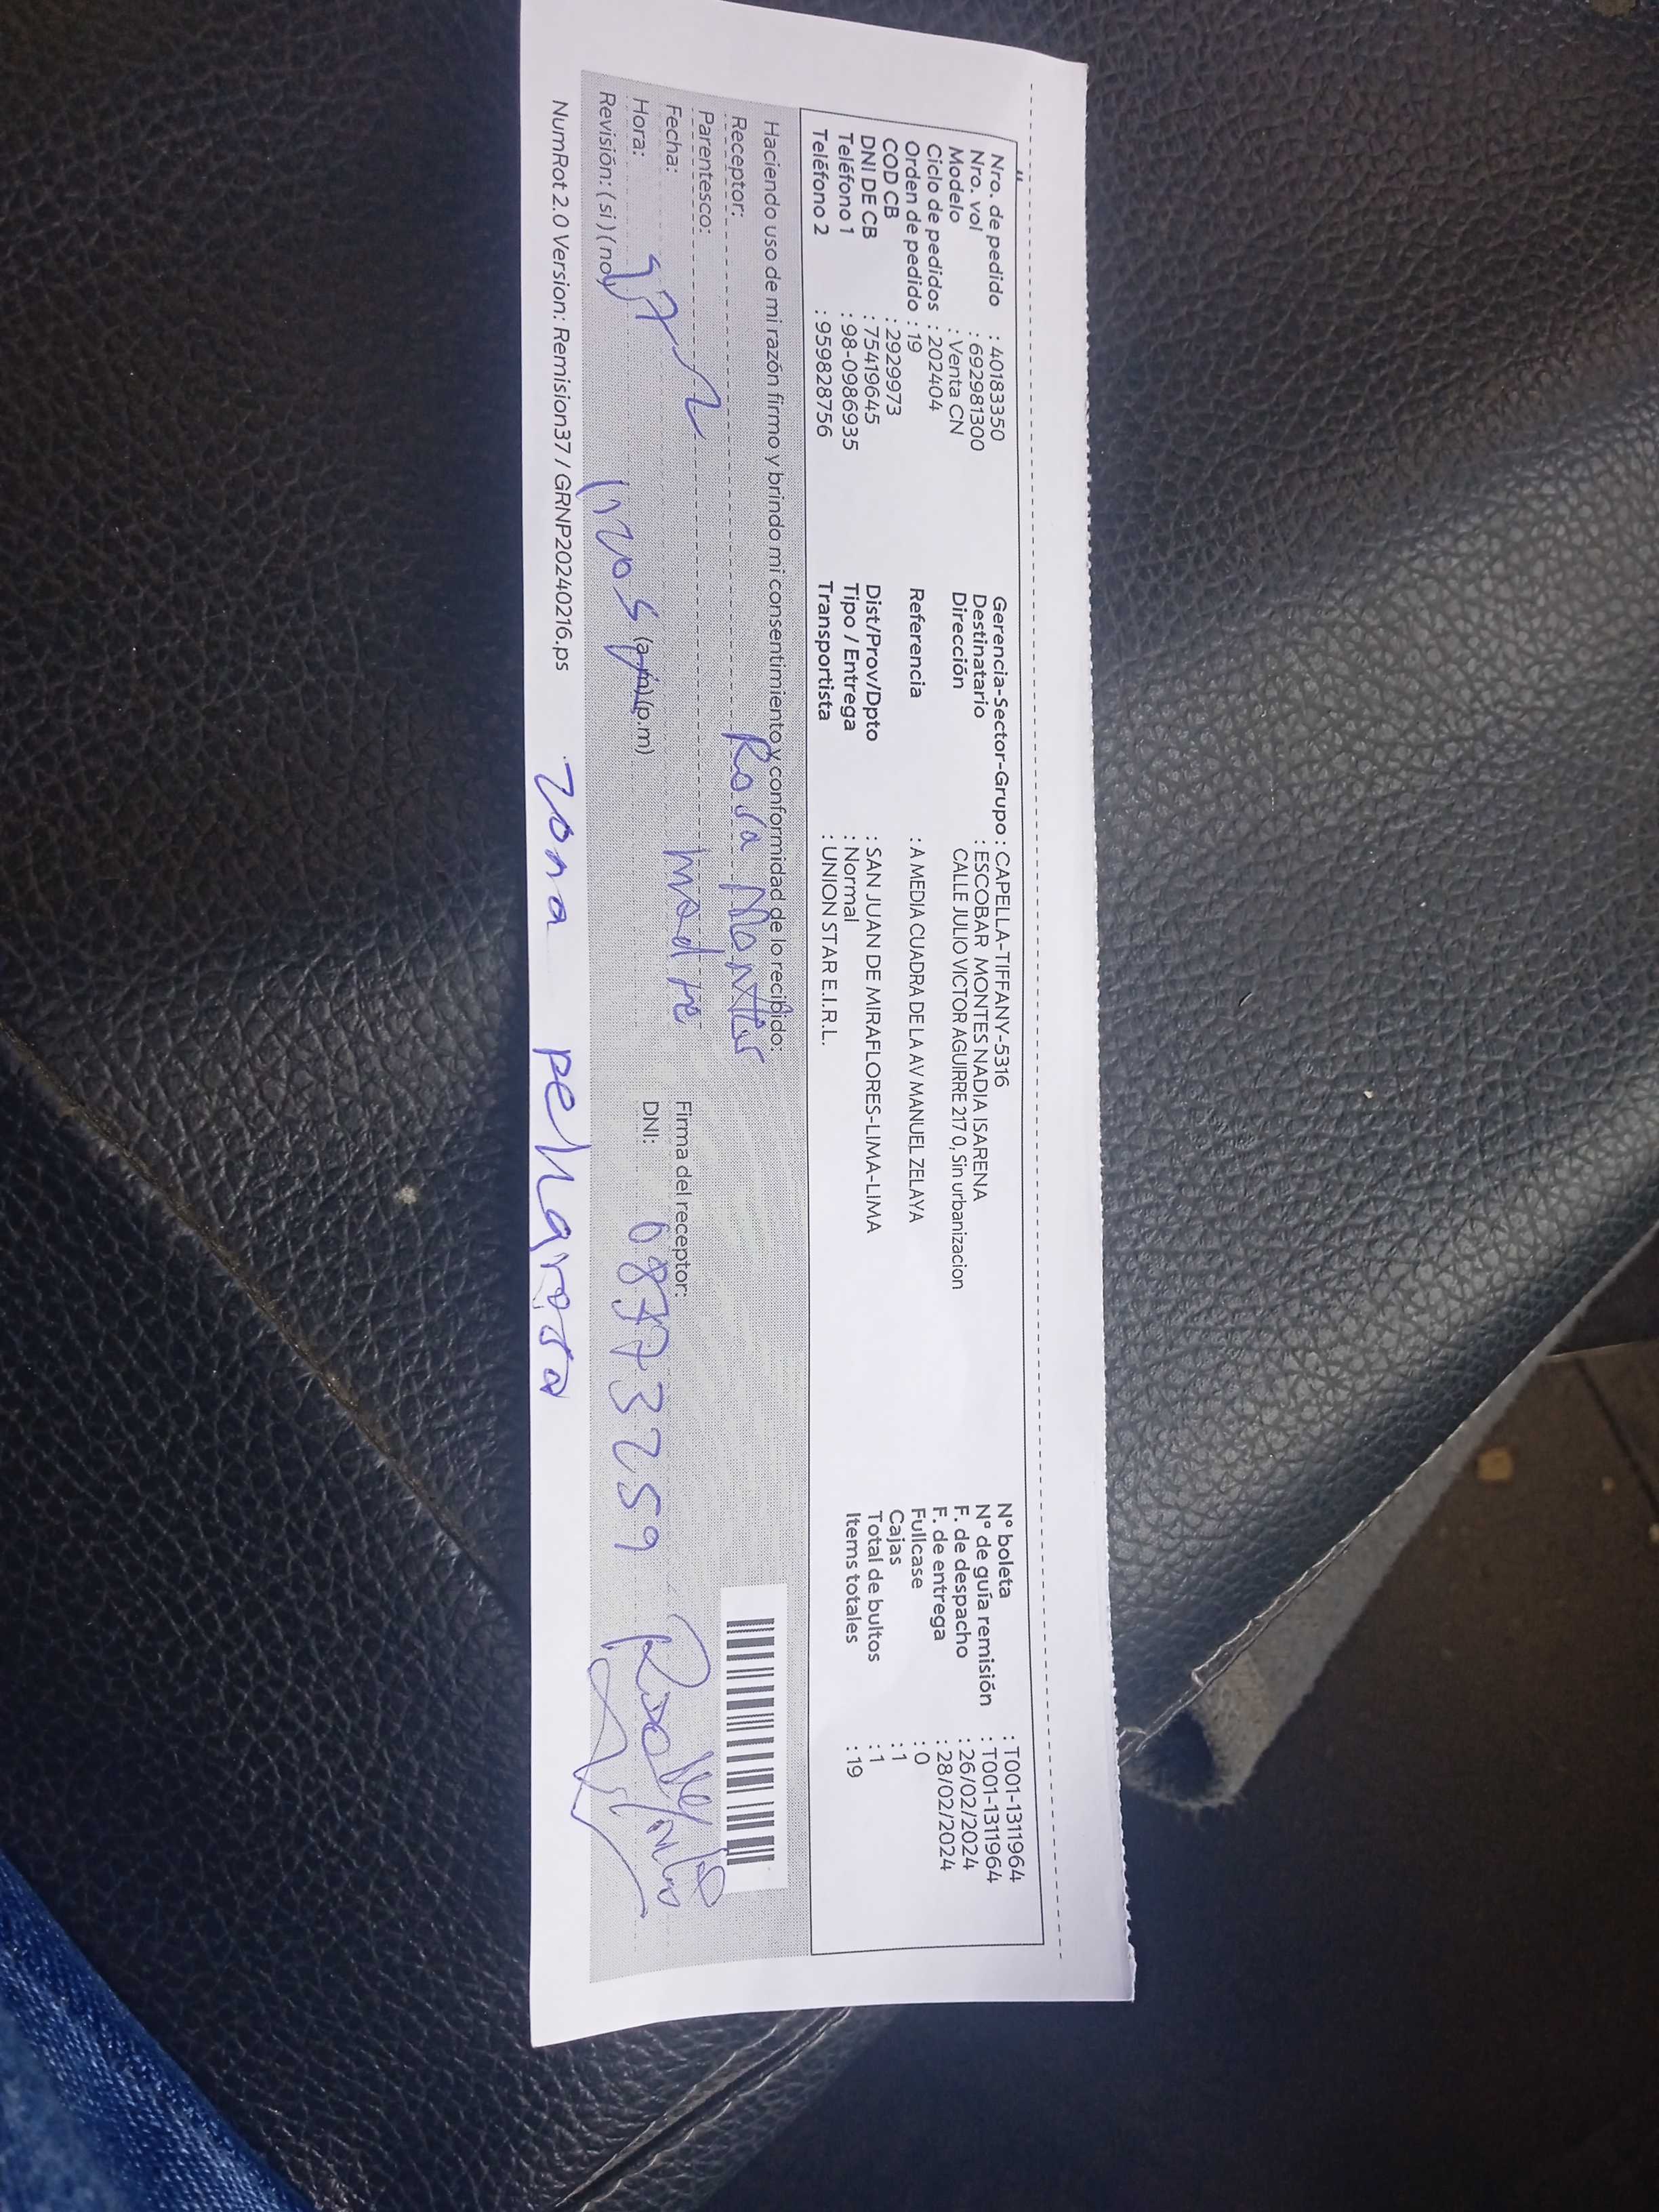 Nro. de pedido : 40183350
Nro. vol : 692981300
Modelo : Venta CN
Ciclo de pedidos : 202404
Orden de pedido : 19
COD CB : 2929973
DNI DE CB : 75419645
Teléfono 1 : 98-0986935
Teléfono 2 : 959828756
Gerencia-Sector-Grupo : CAPELLA-TIFFANY-5316
Destinatario : ESCOBAR MONTES NADIA ISARENA
Dirección CALLE JULIO VICTOR AGUIRRE 217 0, Sin urbanizacion
Referencia : A MEDIA CUADRA DE LA AV MANUEL ZELAYA
Dist/Prov/Dpto : SAN JUAN DE MIRAFLORES-LIMA-LIMA
Tipo / Entrega : Normal
Transportista : UNION STAR E.I.R.L.
N° boleta : T001-1311964
N° de guía remisión : T001-1311964
F. de despacho : 26/02/2024
F. de entrega : 28/02/2024
Fullcase : 0
Cajas : 1
Total de bultos : 1
Items totales : 19
Haciendo uso de mi razón firmo y brindo mi consentimiento y conformidad de lo recibido:
Receptor: Rosa Montes
Parentesco: madre
Fecha:
Hora: (a.m) (p.m)
Revisión: (si) (no)
Firma del receptor:
DNI: 08773259
NumRot 2.0 Version: Remision37 / GRNP20240216.ps
zona peligrosa